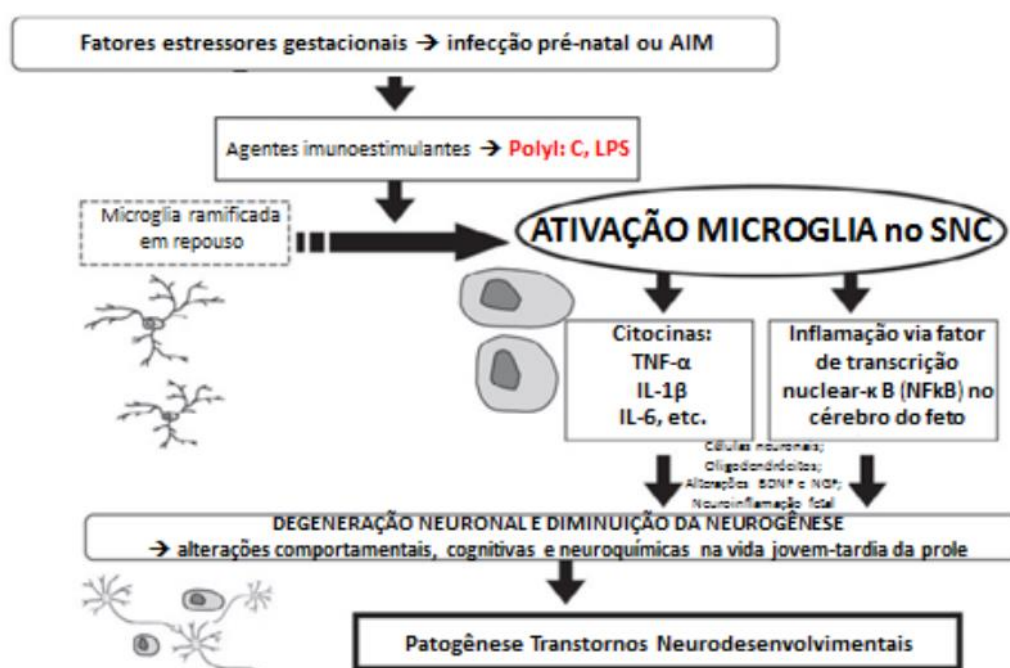 Fatores estressores gestacionais → infecção pré-natal ou AIM
Agentes imunoestimulantes → PolyI: C, LPS
Microglia ramificada
em repouso
ATIVAÇÃO MICROGLIA no SNC
Citocinas:
TNF-α
IL-1β
IL-6, etc.
Inflamação via fator
de transcrição
nuclear-κ B (NFkB) no
cérebro do feto
Células neuronais;
Oligodendrócitos;
Alterações BDNF e NGF;
Neuroinflamação fetal
DEGENERAÇÃO NEURONAL E DIMINUIÇÃO DA NEUROGÊNESE
→ alterações comportamentais, cognitivas e neuroquímicas na vida jovem-tardia da prole
Patogênese Transtornos Neurodesenvolvimentais